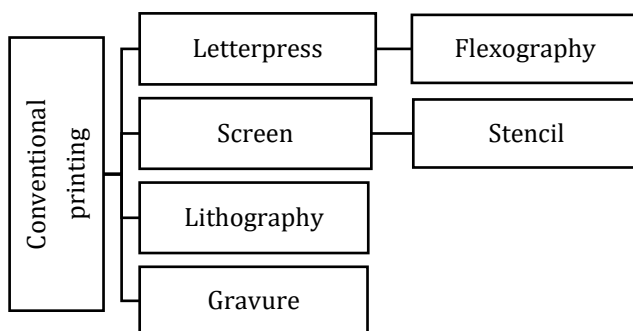 Conventional
printing
Letterpress
Flexography
Screen
Stencil
Lithography
Gravure